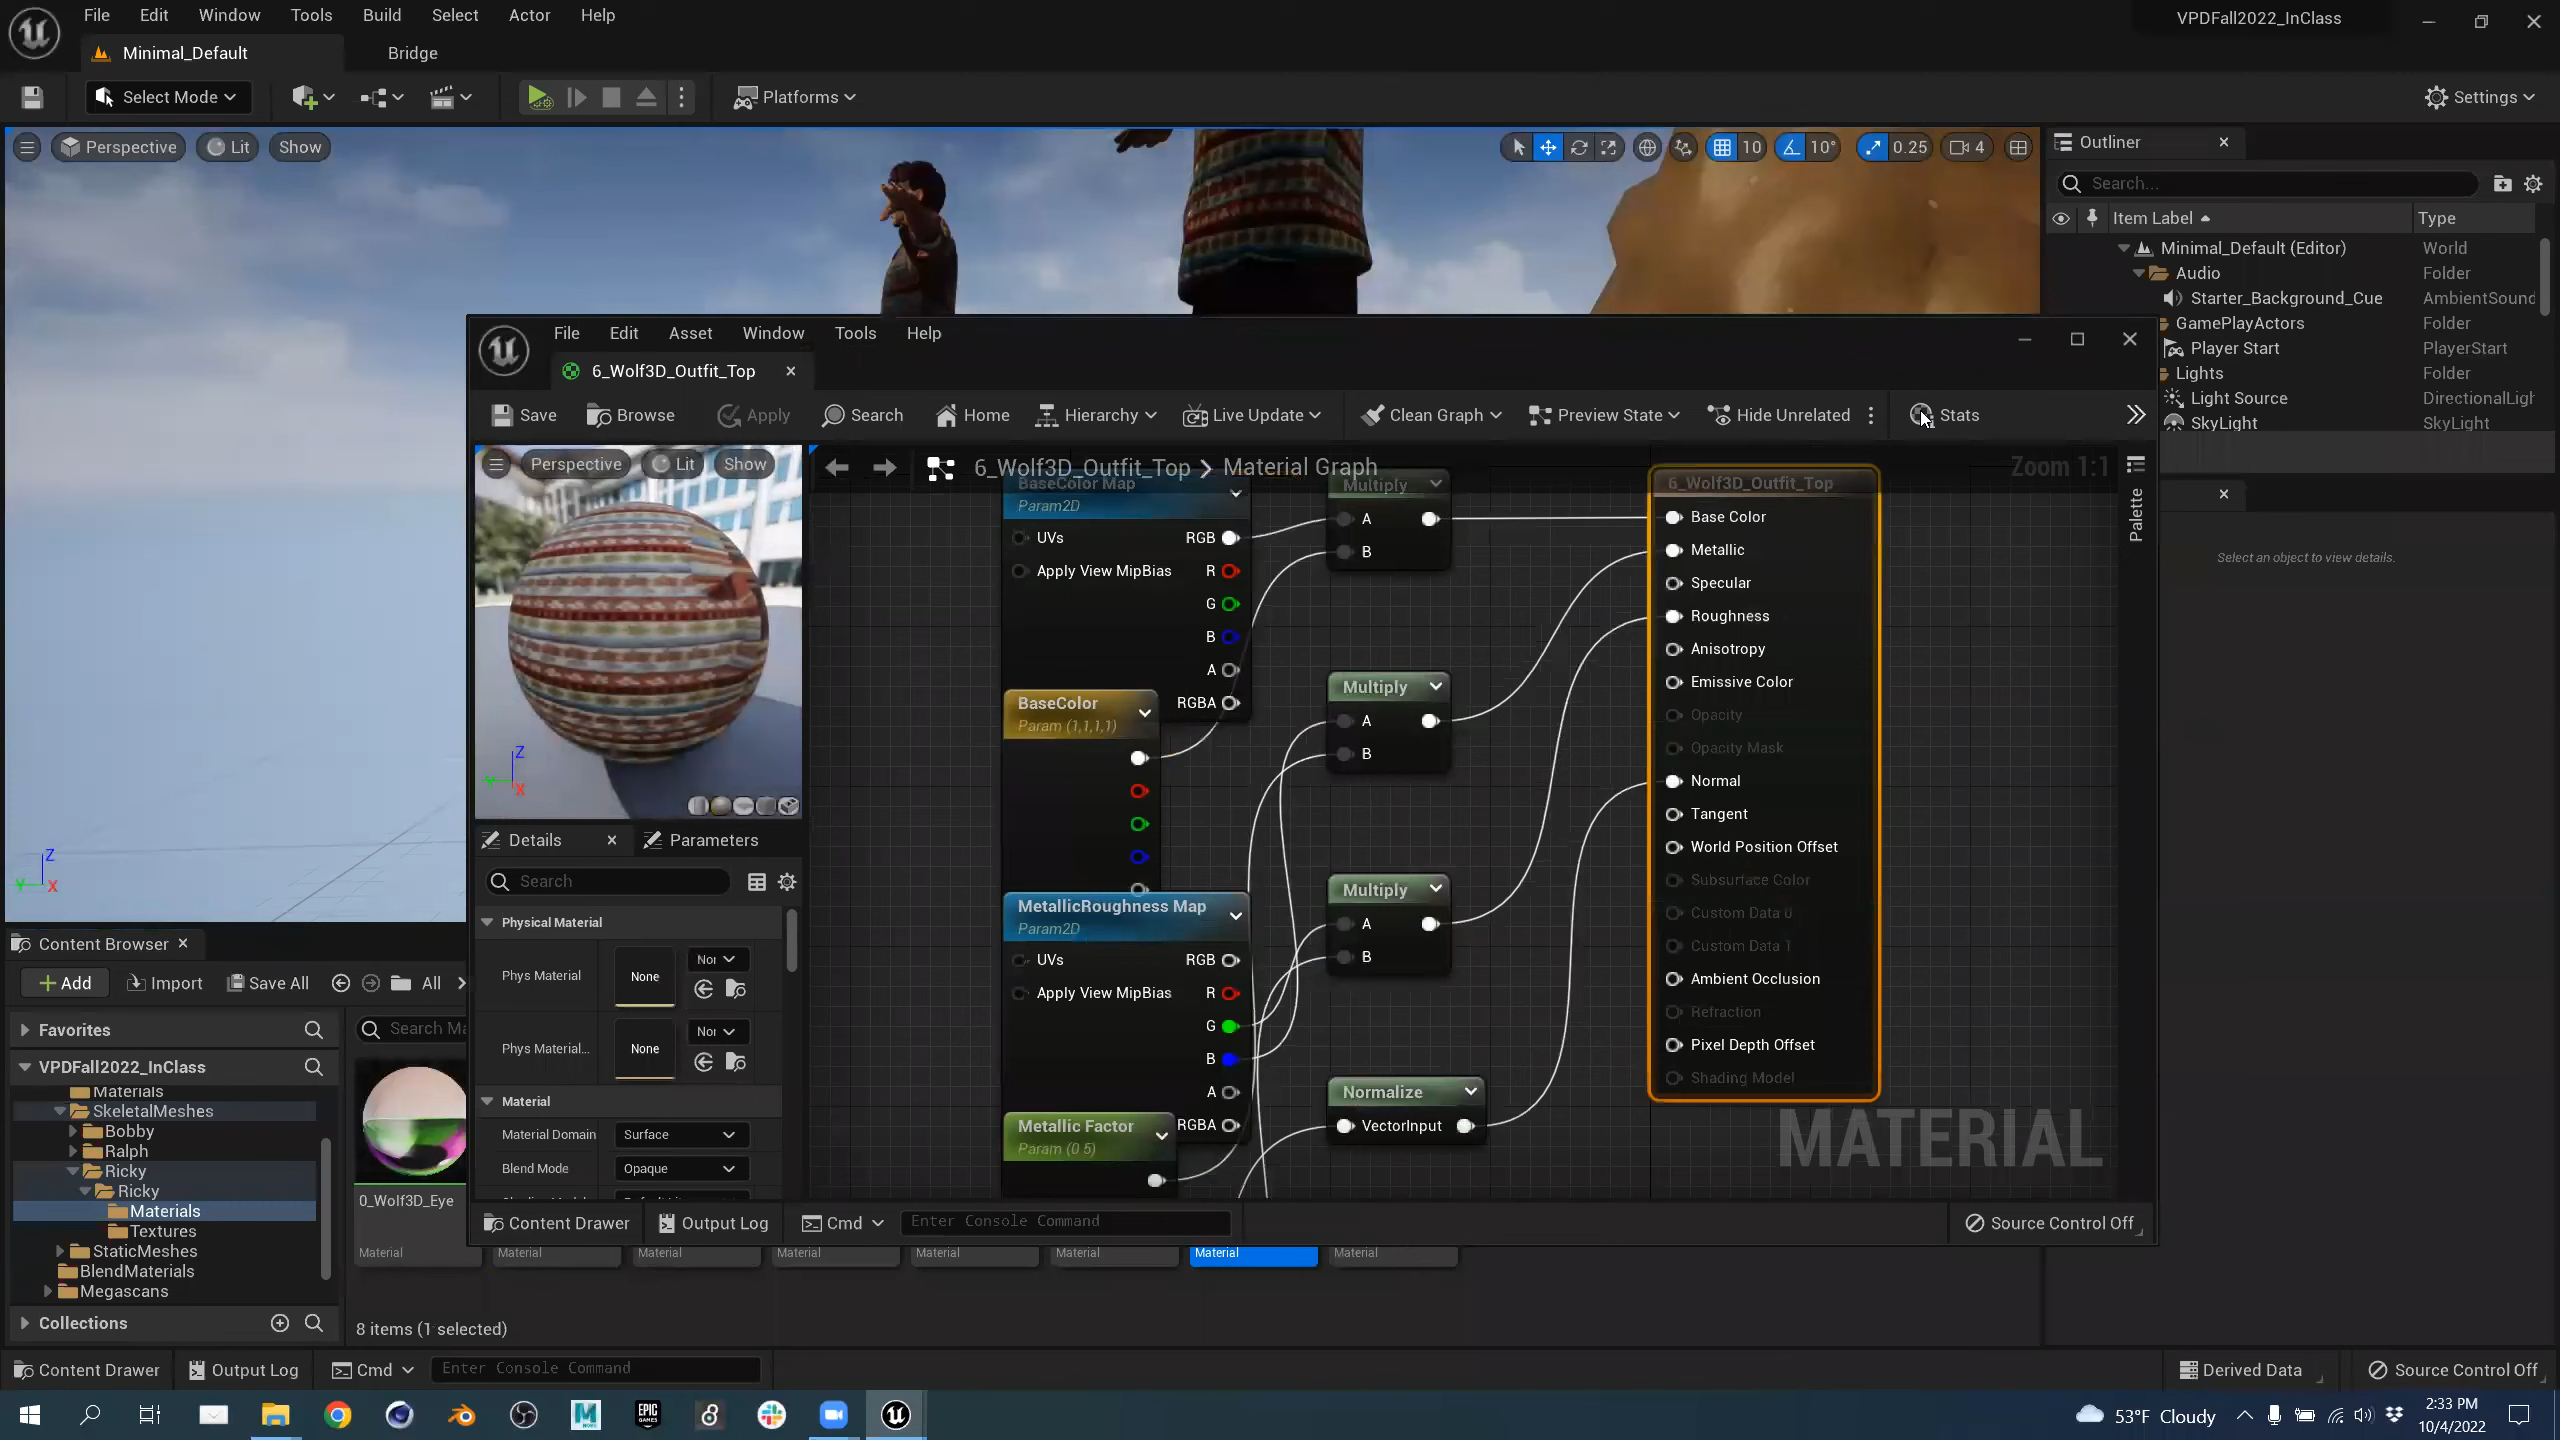 File Edit Window Tools Build Select Actor Help
VPDFall2022_InClass
Minimal_Default
Bridge
Select Mode
Platforms
Settings
Perspective
Lit
Show
10
10°
0.25
4
Outliner
Search...
Item Label
Type
Minimal_Default (Editor)
World
Audio
Folder
Starter_Background_Cue
AmbientSound
GamePlayActors
Folder
Player Start
PlayerStart
Lights
Folder
Light Source
DirectionalLigh
SkyLight
SkyLight
Select an object to view details.
File Edit Asset Window Tools Help
6_Wolf3D_Outfit_Top
Save
Browse
Apply
Search
Home
Hierarchy
Live Update
Clean Graph
Preview State
Hide Unrelated
Stats
Perspective
Lit
Show
6_Wolf3D_Outfit_Top
Material Graph
Zoom 1:1
Palette
BaseColor Map
Param2D
UVs
Apply View MipBias
RGB
R
G
B
A
RGBA
BaseColor
Param (1,1,1,1)
MetallicRoughness Map
Param2D
UVs
Apply View MipBias
RGB
R
G
B
A
RGBA
Metallic Factor
Param (0.5)
Multiply
A
B
Multiply
A
B
Multiply
A
B
Normalize
VectorInput
6_Wolf3D_Outfit_Top
Base Color
Metallic
Specular
Roughness
Anisotropy
Emissive Color
Opacity
Opacity Mask
Normal
Tangent
World Position Offset
Subsurface Color
Custom Data 0
Custom Data 1
Ambient Occlusion
Refraction
Pixel Depth Offset
Shading Model
MATERIAL
Z
Y
X
Details
Parameters
Search
Physical Material
Phys Material
None
Nor
Phys Material...
None
Nor
Material
Material Domain
Surface
Blend Mode
Opaque
Content Drawer
Output Log
Cmd
Enter Console Command
Source Control Off
Z
Y
X
Content Browser
Add
Import
Save All
All
Favorites
VPDFall2022_InClass
Materials
SkeletalMeshes
Bobby
Ralph
Ricky
Ricky
Materials
Textures
StaticMeshes
BlendMaterials
Megascans
Collections
Search Ma
0_Wolf3D_Eye
Material
Material
Material
Material
Material
Material
Material
Material
8 items (1 selected)
Content Drawer
Output Log
Cmd
Enter Console Command
Derived Data
Source Control Off
MAYA
EPIC
GAMES
53°F Cloudy
2:33 PM
10/4/2022